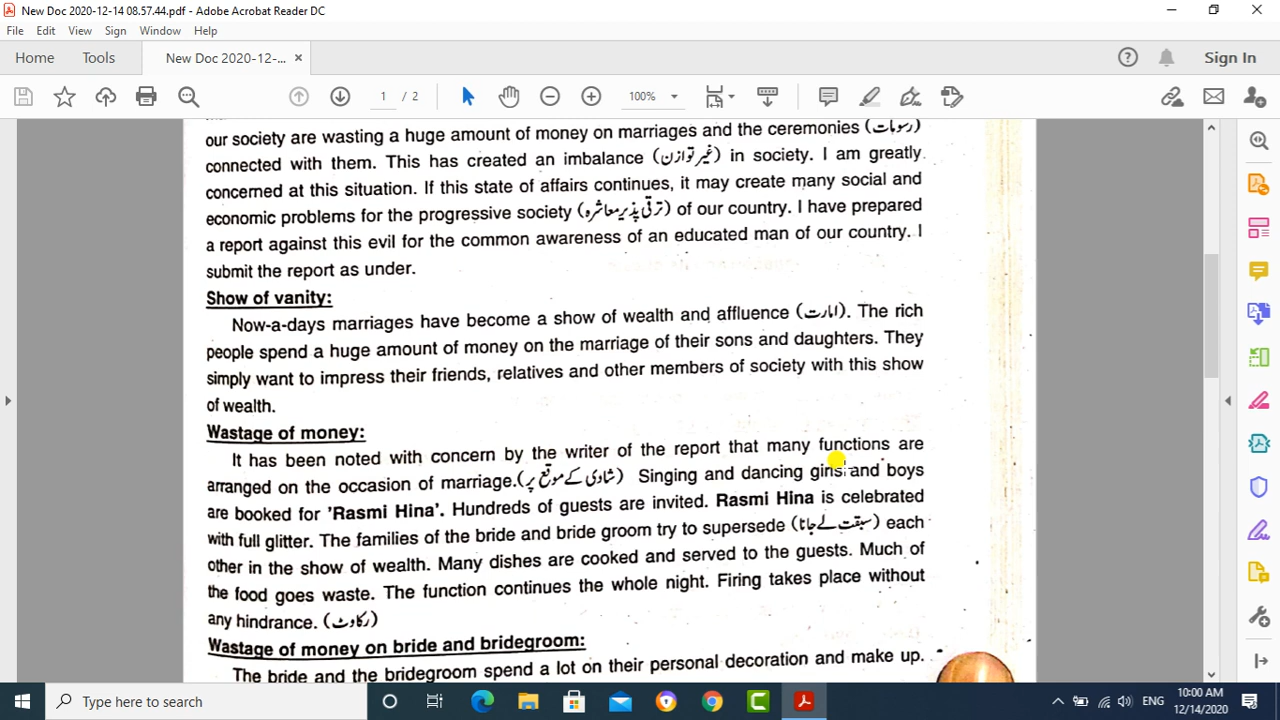 New Doc 2020-12-14 08.57.44.pdf - Adobe Acrobat Reader DC
File Edit View Sign Window Help
Home Tools New Doc 2020-12-... × Sign In
1 / 2 100%
our society are wasting a huge amount of money on marriages and the ceremonies (رسومات)
connected with them. This has created an imbalance (غیر توازن) in society. I am greatly
concerned at this situation. If this state of affairs continues, it may create many social and
economic problems for the progressive society (ترقی پذیر معاشرہ) of our country. I have prepared
a report against this evil for the common awareness of an educated man of our country. I
submit the report as under.
Show of vanity:
Now-a-days marriages have become a show of wealth and affluence (امارت). The rich
people spend a huge amount of money on the marriage of their sons and daughters. They
simply want to impress their friends, relatives and other members of society with this show
of wealth.
Wastage of money:
It has been noted with concern by the writer of the report that many functions are
arranged on the occasion of marriage.(شادی کے موقع پر) Singing and dancing girls and boys
are booked for 'Rasmi Hina'. Hundreds of guests are invited. Rasmi Hina is celebrated
with full glitter. The families of the bride and bride groom try to supersede (سبقت لے جانا) each
other in the show of wealth. Many dishes are cooked and served to the guests. Much of
the food goes waste. The function continues the whole night. Firing takes place without
any hindrance. (رکاوٹ)
Wastage of money on bride and bridegroom:
The bride and the bridegroom spend a lot on their personal decoration and make up.
Type here to search
ENG
10:00 AM
12/14/2020